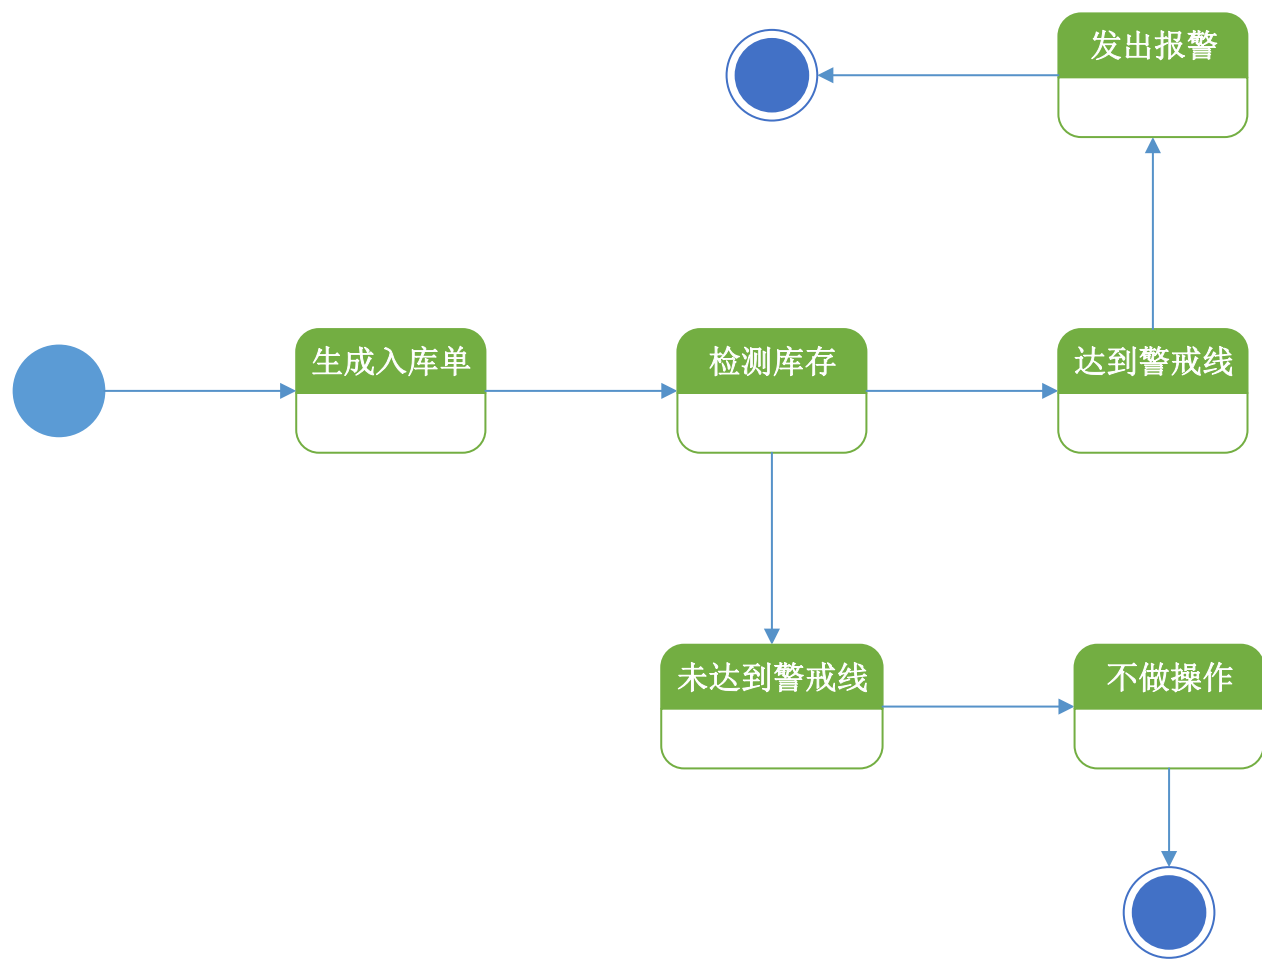 发出报警
生成入库单
检测库存
达到警戒线
未达到警戒线
不做操作